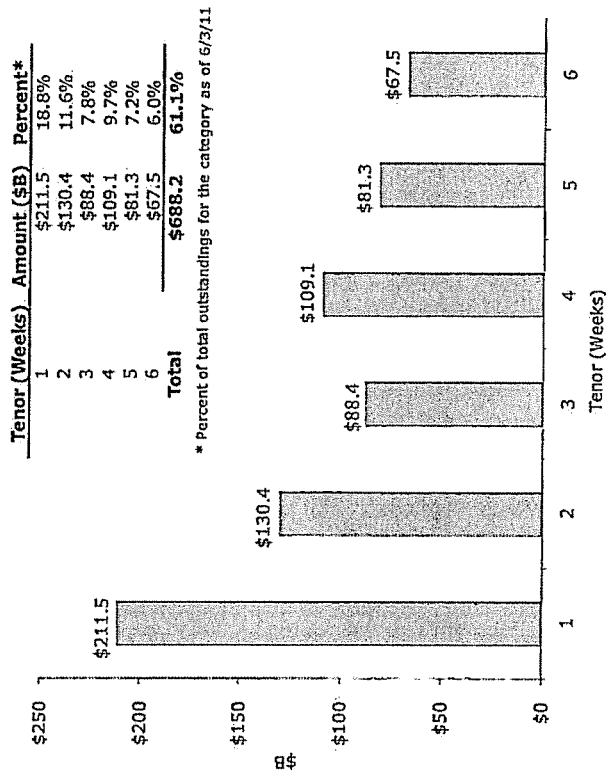 Tenor (Weeks) Amount ($B) Percent*
1 $211.5 18.8%
2 $130.4 11.6%
3 $88.4 7.8%
4 $109.1 9.7%
5 $81.3 7.2%
6 $67.5 6.0%
Total $688.2 61.1%
* Percent of total outstandings for the category as of 6/3/11
$250
$200
$150
$100
$50
$0
$B
$211.5
$130.4
$88.4
$109.1
$81.3
$67.5
1 2 3 4 5 6
Tenor (Weeks)